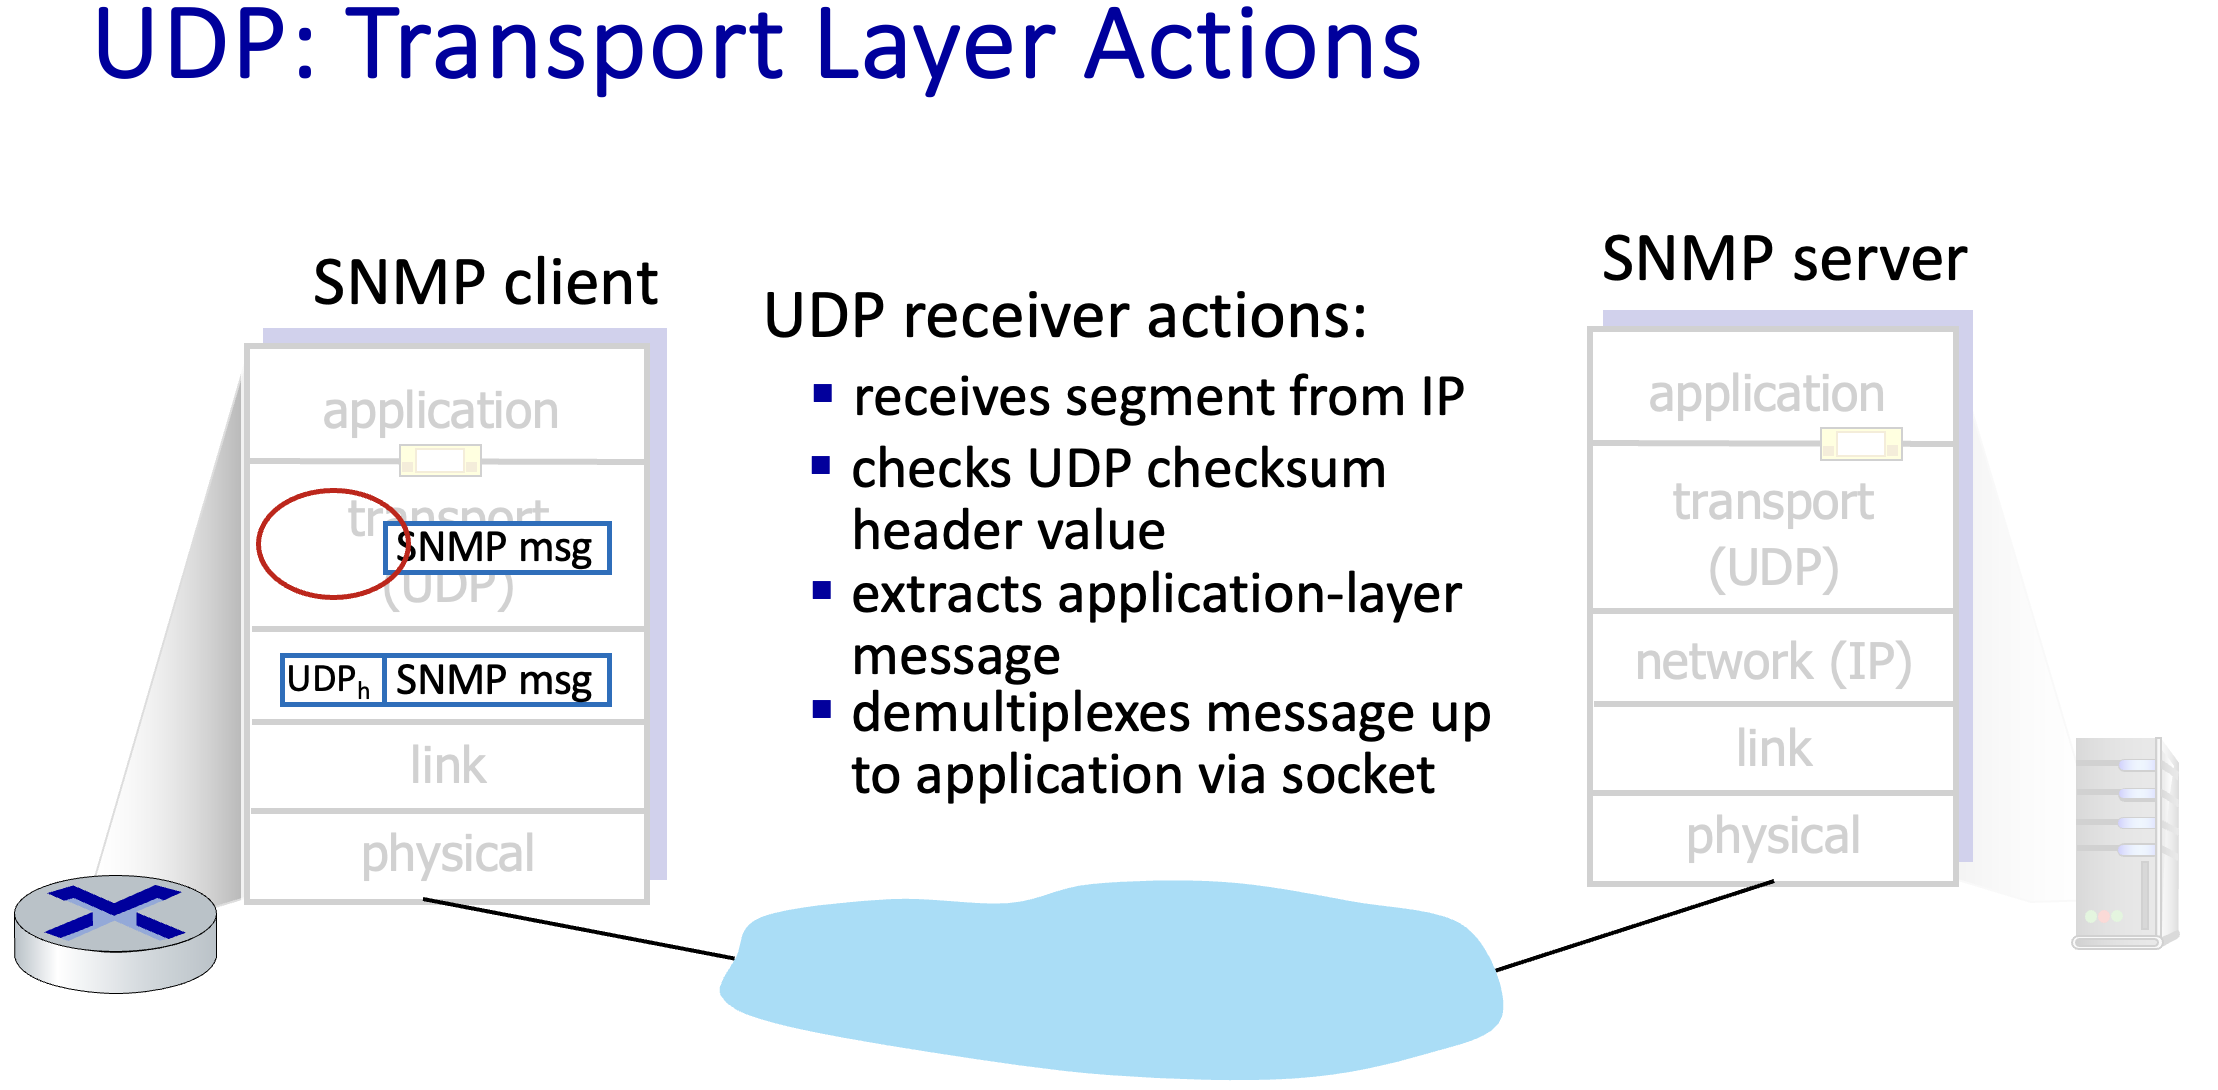 UDP: Transport Layer Actions
SNMP client
application
transport
SNMP msg
(UDP)
UDPh SNMP msg
link
physical
UDP receiver actions:
▪ receives segment from IP
▪ checks UDP checksum
header value
▪ extracts application-layer
message
▪ demultiplexes message up
to application via socket
SNMP server
application
transport
(UDP)
network (IP)
link
physical